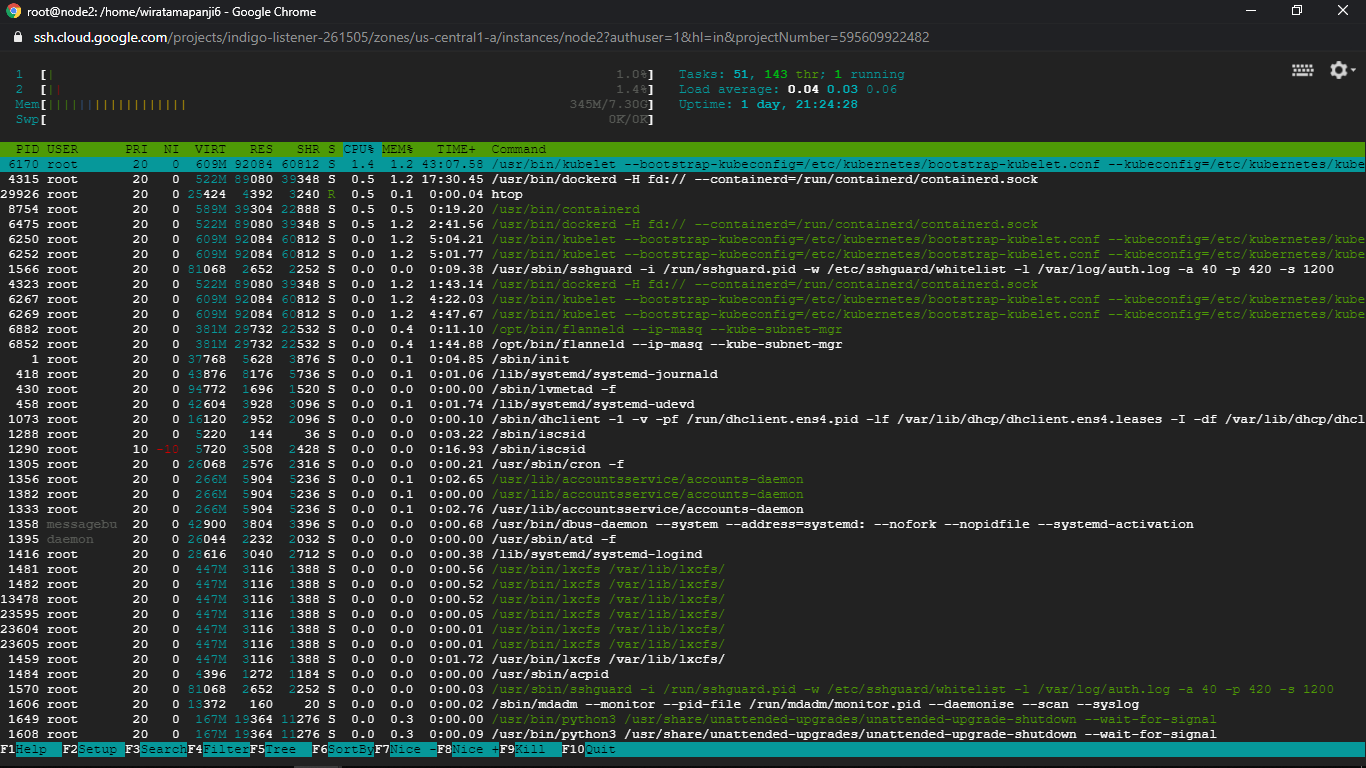 root@node2: /home/wiratamapanji6 - Google Chrome
ssh.cloud.google.com/projects/indigo-listener-261505/zones/us-central1-a/instances/node2?authuser=1&hl=in&projectNumber=595609922482
1 [| 1.0%] Tasks: 51, 143 thr; 1 running
2 [|| 1.4%] Load average: 0.04 0.03 0.06
Mem[|||||||||||||||||| 345M/7.30G] Uptime: 1 day, 21:24:28
Swp[ 0K/0K]
PID USER PRI NI VIRT RES SHR S CPU% MEM% TIME+ Command
6170 root 20 0 609M 92084 60812 S 1.4 1.2 43:07.58 /usr/bin/kubelet --bootstrap-kubeconfig=/etc/kubernetes/bootstrap-kubelet.conf --kubeconfig=/etc/kubernetes/kube
4315 root 20 0 522M 89080 39348 S 0.5 1.2 17:30.45 /usr/bin/dockerd -H fd:// --containerd=/run/containerd/containerd.sock
29926 root 20 0 25424 4392 3240 R 0.5 0.1 0:00.04 htop
8754 root 20 0 589M 39304 22888 S 0.5 0.5 0:19.20 /usr/bin/containerd
6475 root 20 0 522M 89080 39348 S 0.5 1.2 2:41.56 /usr/bin/dockerd -H fd:// --containerd=/run/containerd/containerd.sock
6250 root 20 0 609M 92084 60812 S 0.0 1.2 5:04.21 /usr/bin/kubelet --bootstrap-kubeconfig=/etc/kubernetes/bootstrap-kubelet.conf --kubeconfig=/etc/kubernetes/kube
6252 root 20 0 609M 92084 60812 S 0.0 1.2 5:01.77 /usr/bin/kubelet --bootstrap-kubeconfig=/etc/kubernetes/bootstrap-kubelet.conf --kubeconfig=/etc/kubernetes/kube
1566 root 20 0 81068 2652 2252 S 0.0 0.0 0:09.38 /usr/sbin/sshguard -i /run/sshguard.pid -w /etc/sshguard/whitelist -l /var/log/auth.log -a 40 -p 420 -s 1200
4323 root 20 0 522M 89080 39348 S 0.0 1.2 1:43.14 /usr/bin/dockerd -H fd:// --containerd=/run/containerd/containerd.sock
6267 root 20 0 609M 92084 60812 S 0.0 1.2 4:22.03 /usr/bin/kubelet --bootstrap-kubeconfig=/etc/kubernetes/bootstrap-kubelet.conf --kubeconfig=/etc/kubernetes/kube
6269 root 20 0 609M 92084 60812 S 0.0 1.2 4:47.67 /usr/bin/kubelet --bootstrap-kubeconfig=/etc/kubernetes/bootstrap-kubelet.conf --kubeconfig=/etc/kubernetes/kube
6882 root 20 0 381M 29732 22532 S 0.0 0.4 0:11.10 /opt/bin/flanneld --ip-masq --kube-subnet-mgr
6852 root 20 0 381M 29732 22532 S 0.0 0.4 1:44.88 /opt/bin/flanneld --ip-masq --kube-subnet-mgr
1 root 20 0 37768 5628 3876 S 0.0 0.1 0:04.85 /sbin/init
418 root 20 0 43876 8176 5736 S 0.0 0.1 0:01.06 /lib/systemd/systemd-journald
430 root 20 0 94772 1696 1520 S 0.0 0.0 0:00.00 /sbin/lvmetad -f
458 root 20 0 42604 3928 3096 S 0.0 0.1 0:01.74 /lib/systemd/systemd-udevd
1073 root 20 0 16120 2952 2096 S 0.0 0.0 0:00.10 /sbin/dhclient -1 -v -pf /run/dhclient.ens4.pid -lf /var/lib/dhcp/dhclient.ens4.leases -I -df /var/lib/dhcp/dhcl
1288 root 20 0 5220 144 36 S 0.0 0.0 0:03.22 /sbin/iscsid
1290 root 10 -10 5720 3508 2428 S 0.0 0.0 0:16.93 /sbin/iscsid
1305 root 20 0 26068 2576 2316 S 0.0 0.0 0:00.21 /usr/sbin/cron -f
1356 root 20 0 266M 5904 5236 S 0.0 0.1 0:02.65 /usr/lib/accountsservice/accounts-daemon
1382 root 20 0 266M 5904 5236 S 0.0 0.1 0:00.00 /usr/lib/accountsservice/accounts-daemon
1333 root 20 0 266M 5904 5236 S 0.0 0.1 0:02.76 /usr/lib/accountsservice/accounts-daemon
1358 messagebu 20 0 42900 3804 3396 S 0.0 0.0 0:00.68 /usr/bin/dbus-daemon --system --address=systemd: --nofork --nopidfile --systemd-activation
1395 daemon 20 0 26044 2232 2032 S 0.0 0.0 0:00.00 /usr/sbin/atd -f
1416 root 20 0 28616 3040 2712 S 0.0 0.0 0:00.38 /lib/systemd/systemd-logind
1481 root 20 0 447M 3116 1388 S 0.0 0.0 0:00.56 /usr/bin/lxcfs /var/lib/lxcfs/
1482 root 20 0 447M 3116 1388 S 0.0 0.0 0:00.52 /usr/bin/lxcfs /var/lib/lxcfs/
13478 root 20 0 447M 3116 1388 S 0.0 0.0 0:00.52 /usr/bin/lxcfs /var/lib/lxcfs/
23595 root 20 0 447M 3116 1388 S 0.0 0.0 0:00.05 /usr/bin/lxcfs /var/lib/lxcfs/
23604 root 20 0 447M 3116 1388 S 0.0 0.0 0:00.01 /usr/bin/lxcfs /var/lib/lxcfs/
23605 root 20 0 447M 3116 1388 S 0.0 0.0 0:00.01 /usr/bin/lxcfs /var/lib/lxcfs/
1459 root 20 0 447M 3116 1388 S 0.0 0.0 0:01.72 /usr/bin/lxcfs /var/lib/lxcfs/
1484 root 20 0 4396 1272 1184 S 0.0 0.0 0:00.00 /usr/sbin/acpid
1570 root 20 0 81068 2652 2252 S 0.0 0.0 0:00.03 /usr/sbin/sshguard -i /run/sshguard.pid -w /etc/sshguard/whitelist -l /var/log/auth.log -a 40 -p 420 -s 1200
1606 root 20 0 13372 160 20 S 0.0 0.0 0:00.02 /sbin/mdadm --monitor --pid-file /run/mdadm/monitor.pid --daemonise --scan --syslog
1649 root 20 0 167M 19364 11276 S 0.0 0.3 0:00.00 /usr/bin/python3 /usr/share/unattended-upgrades/unattended-upgrade-shutdown --wait-for-signal
1608 root 20 0 167M 19364 11276 S 0.0 0.3 0:00.09 /usr/bin/python3 /usr/share/unattended-upgrades/unattended-upgrade-shutdown --wait-for-signal
F1Help F2Setup F3SearchF4FilterF5Tree F6SortByF7Nice -F8Nice +F9Kill F10Quit